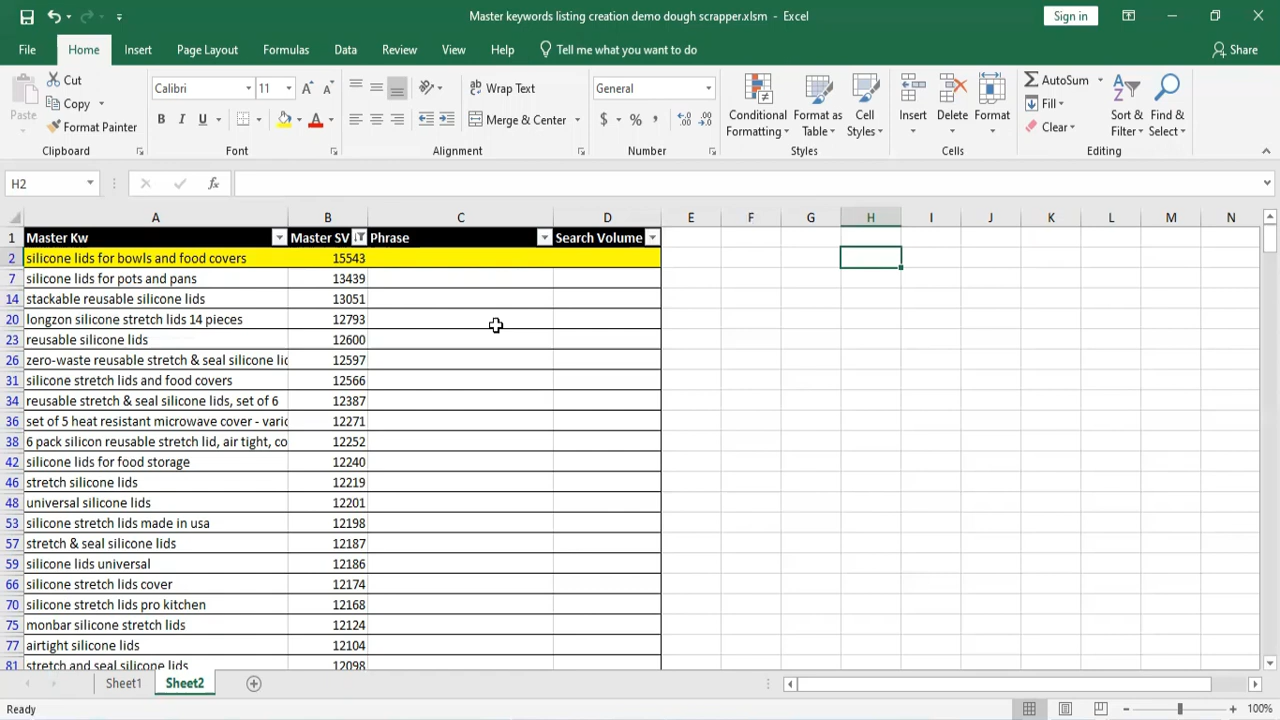 Master keywords listing creation demo dough scrapper.xlsm - Excel
Sign in
File Home Insert Page Layout Formulas Data Review View Help Tell me what you want to do Share
Paste
Cut
Copy
Format Painter
Clipboard
Calibri 11
B I U
Font
Wrap Text
Merge & Center
Alignment
General
$ % ,
Number
Conditional Formatting
Format as Table
Cell Styles
Styles
Insert Delete Format
Cells
AutoSum
Fill
Clear
Sort & Filter
Find & Select
Editing
H2 fx
A B C D E F G H I J K L M N
1 Master Kw Master SV Phrase Search Volume
2 silicone lids for bowls and food covers 15543
7 silicone lids for pots and pans 13439
14 stackable reusable silicone lids 13051
20 longzon silicone stretch lids 14 pieces 12793
23 reusable silicone lids 12600
26 zero-waste reusable stretch & seal silicone lid 12597
31 silicone stretch lids and food covers 12566
34 reusable stretch & seal silicone lids, set of 6 12387
36 set of 5 heat resistant microwave cover - vario 12271
38 6 pack silicon reusable stretch lid, air tight, co 12252
42 silicone lids for food storage 12240
46 stretch silicone lids 12219
48 universal silicone lids 12201
53 silicone stretch lids made in usa 12198
57 stretch & seal silicone lids 12187
59 silicone lids universal 12186
66 silicone stretch lids cover 12174
70 silicone stretch lids pro kitchen 12168
75 monbar silicone stretch lids 12124
77 airtight silicone lids 12104
81 stretch and seal silicone lids 12098
Sheet1 Sheet2
Ready 100%